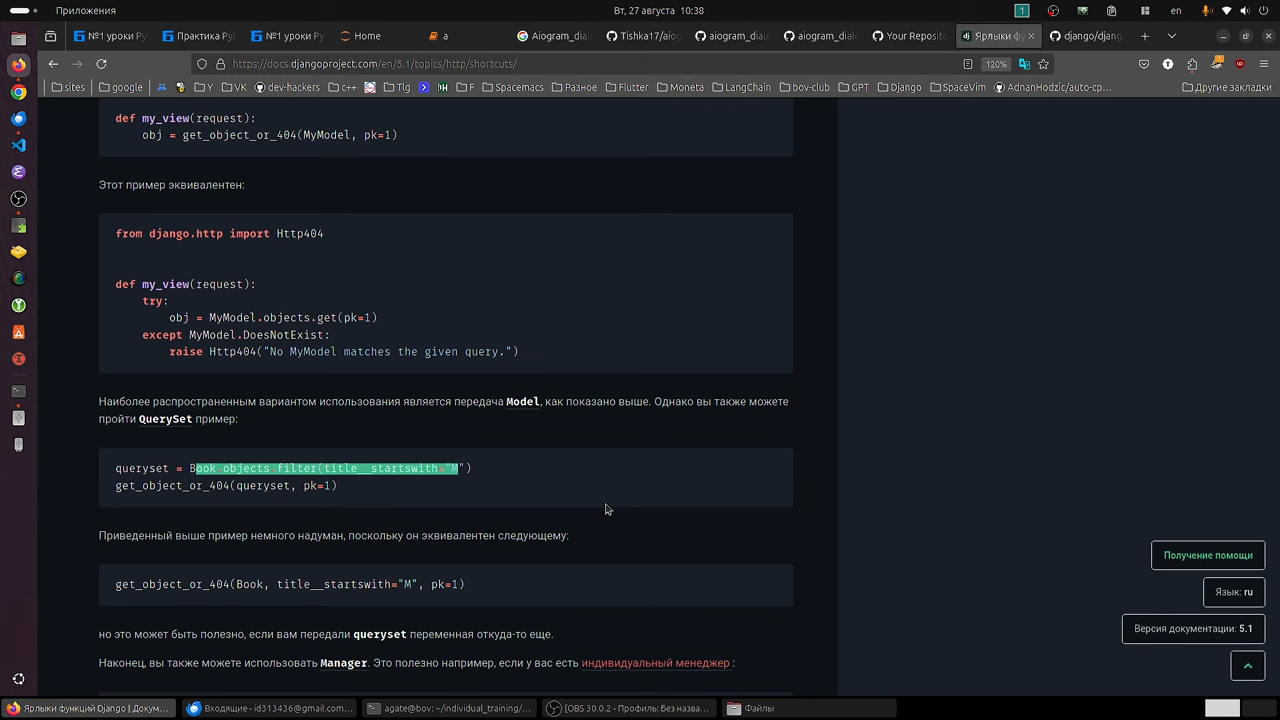 Приложения
Вт, 27 августа 10:38
1
en
№1 уроки Py
Практика Pyt
№1 уроки Py
Home
a
Aiogram_dia
Tishka17/aiog
aiogram_dial
aiogram_dial
Your Reposit
Ярлыки фу
django/djang
https://docs.djangoproject.com/en/5.1/topics/http/shortcuts/
120%
sites
google
Y
VK
dev-hackers
c++
Tlg
H
F
Spacemacs
Разное
Flutter
Moneta
LangChain
bov-club
GPT
Django
SpaceVim
AdnanHodzic/auto-cp...
Другие закладки
def my_view(request):
obj = get_object_or_404(MyModel, pk=1)
Этот пример эквивалентен:
from django.http import Http404
def my_view(request):
try:
obj = MyModel.objects.get(pk=1)
except MyModel.DoesNotExist:
raise Http404("No MyModel matches the given query.")
Наиболее распространенным вариантом использования является передача Model, как показано выше. Однако вы также можете
пройти QuerySet пример:
queryset = Book.objects.filter(title__startswith="M")
get_object_or_404(queryset, pk=1)
Приведенный выше пример немного надуман, поскольку он эквивалентен следующему:
get_object_or_404(Book, title__startswith="M", pk=1)
но это может быть полезно, если вам передали queryset переменная откуда-то еще.
Наконец, вы также можете использовать Manager. Это полезно например, если у вас есть индивидуальный менеджер :
Получение помощи
Язык: ru
Версия документации: 5.1
Ярлыки функций Django | Докум...
Входящие - id313436@gmail.com...
agate@bov: ~/individual_training/...
[OBS 30.0.2 - Профиль: Без назва...
Файлы